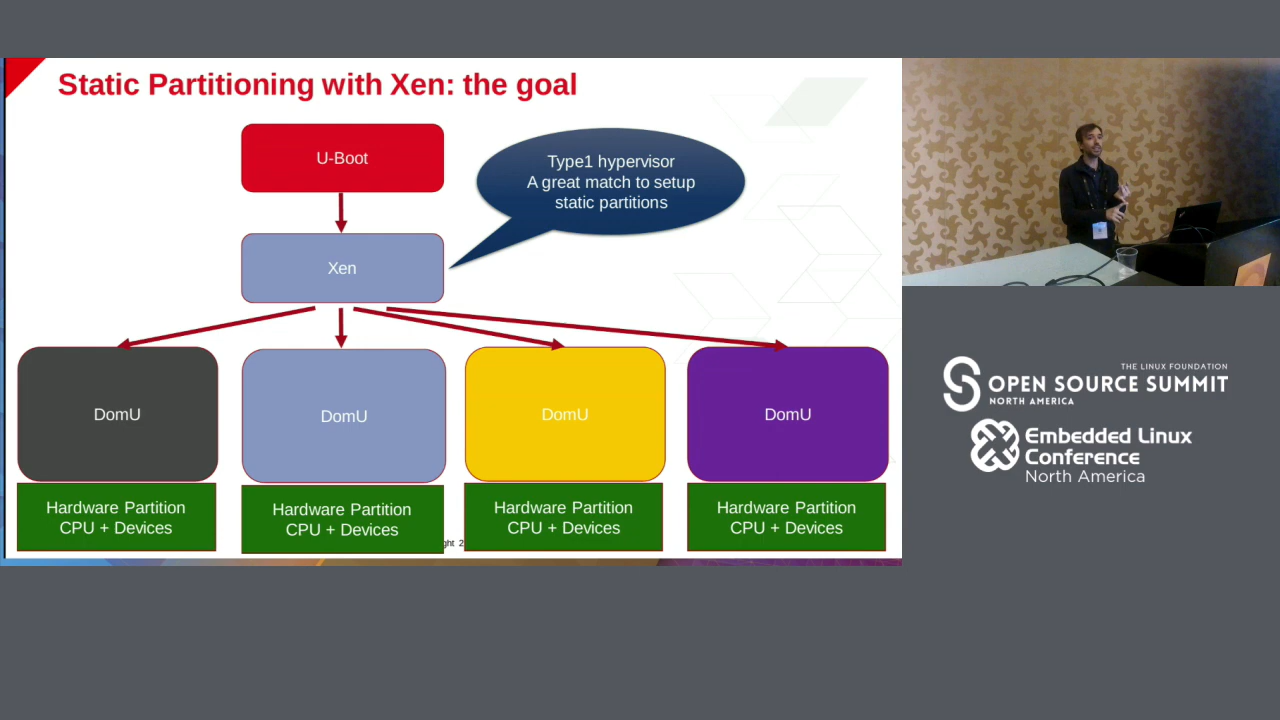 Static Partitioning with Xen: the goal
U-Boot
Type1 hypervisor
A great match to setup
static partitions
Xen
DomU
DomU
DomU
DomU
Hardware Partition
CPU + Devices
Hardware Partition
CPU + Devices
Hardware Partition
CPU + Devices
Hardware Partition
CPU + Devices
ght 2
THE LINUX FOUNDATION
OPEN SOURCE SUMMIT
NORTH AMERICA
Embedded Linux
Conference
North America